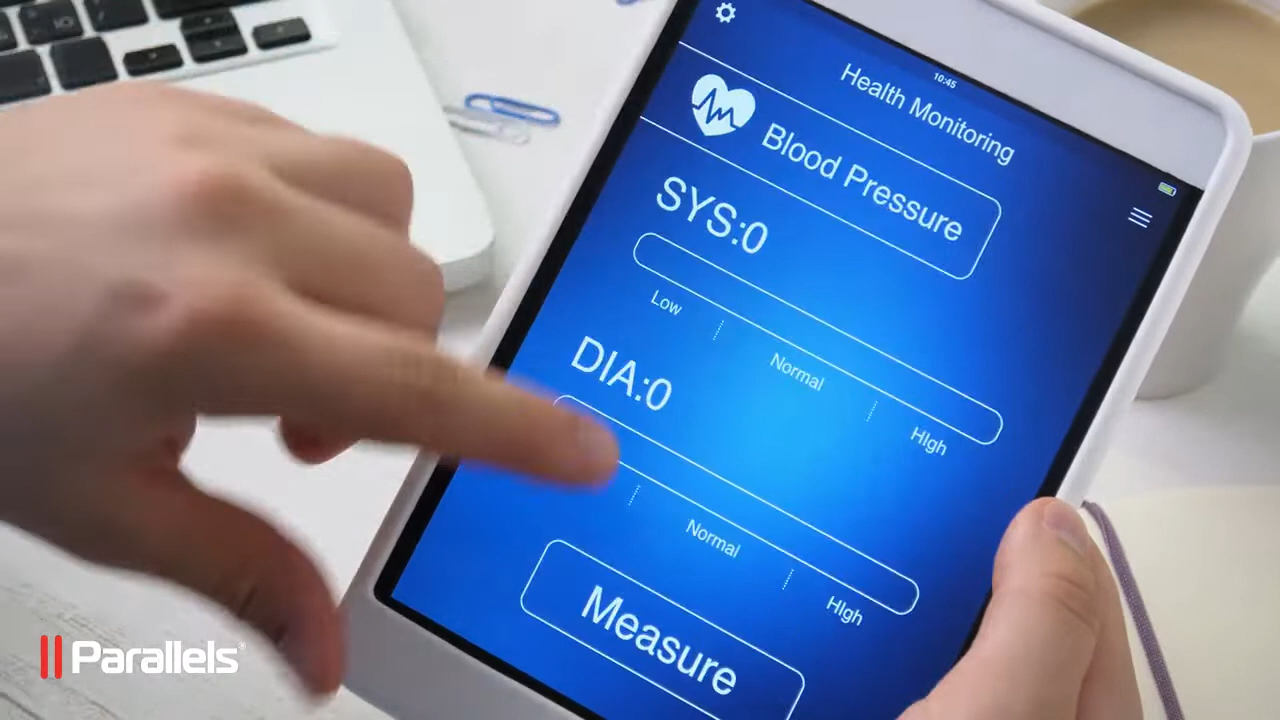 10:45
Health Monitoring
Blood Pressure
SYS:0
Low
Normal
HIgh
DIA:0
Normal
HIgh
Measure
Parallels®